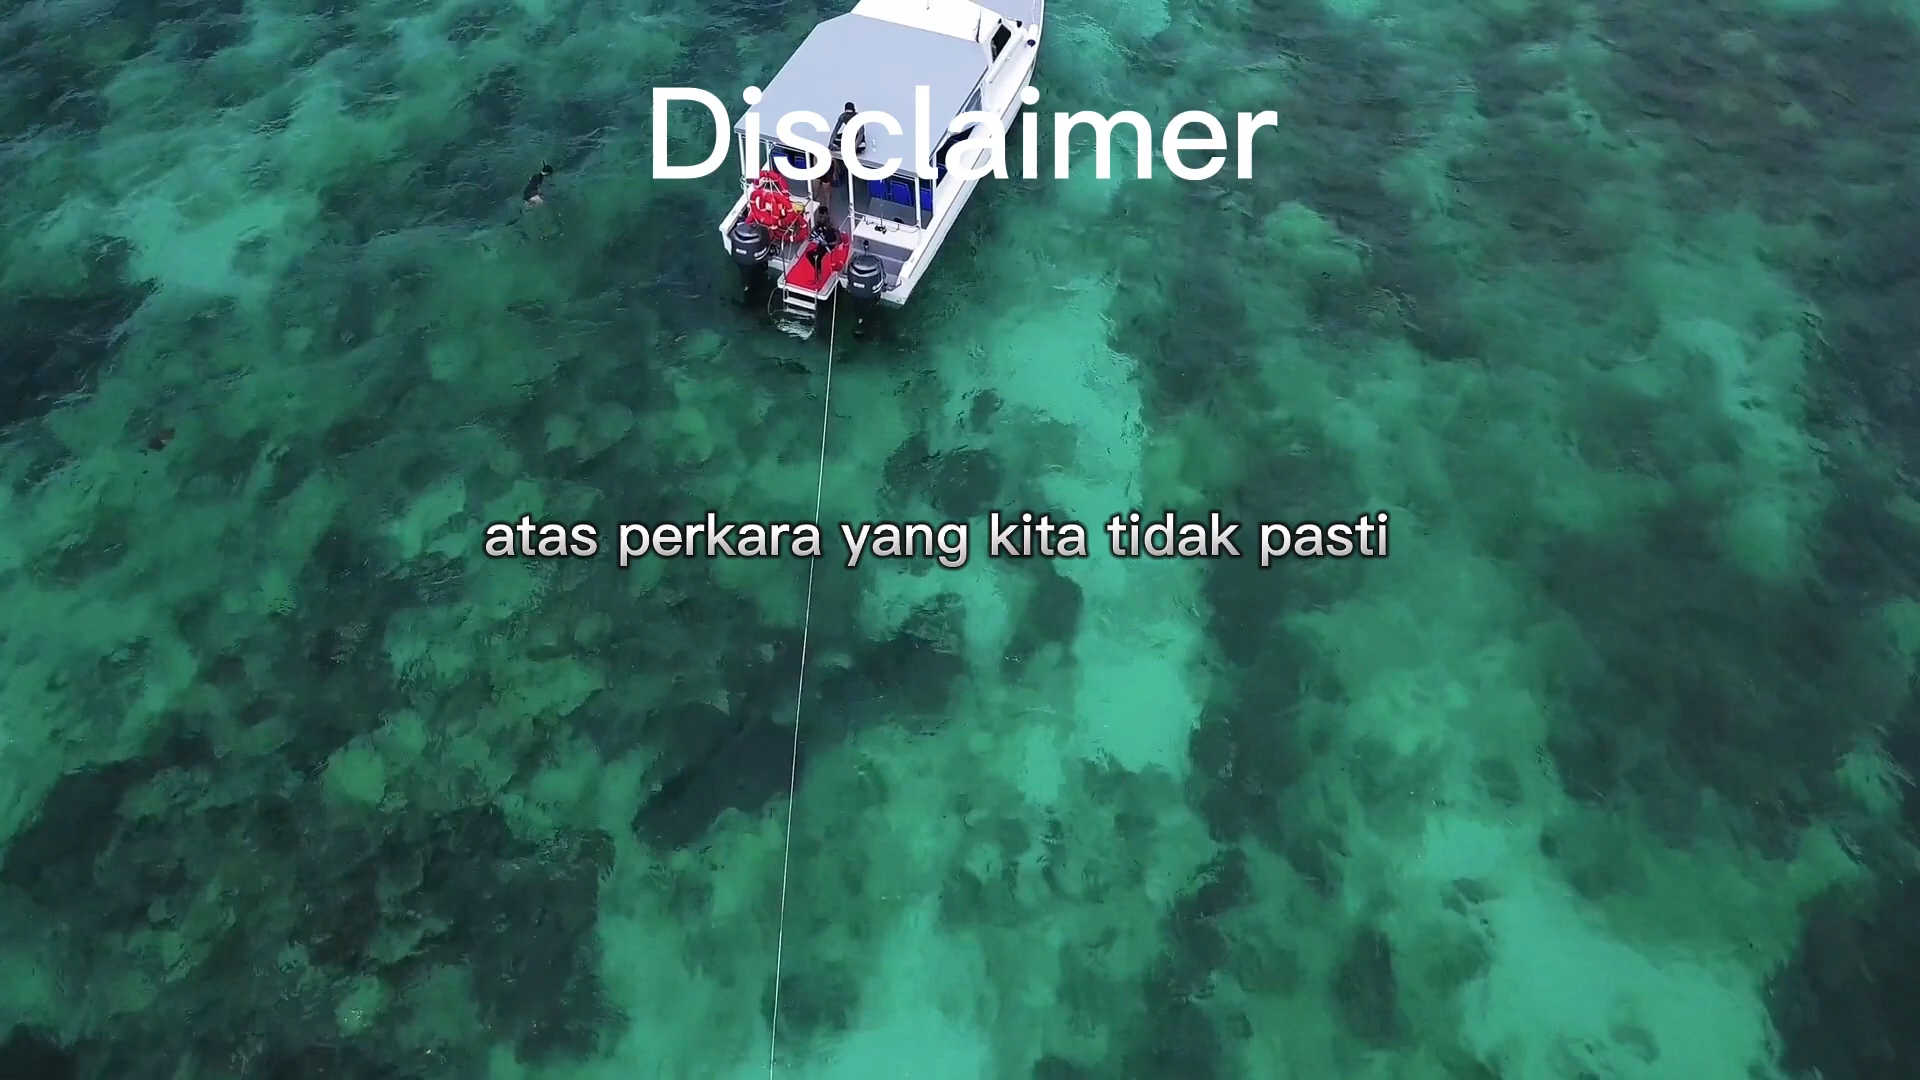 Disclaimer
atas perkara yang kita tidak pasti